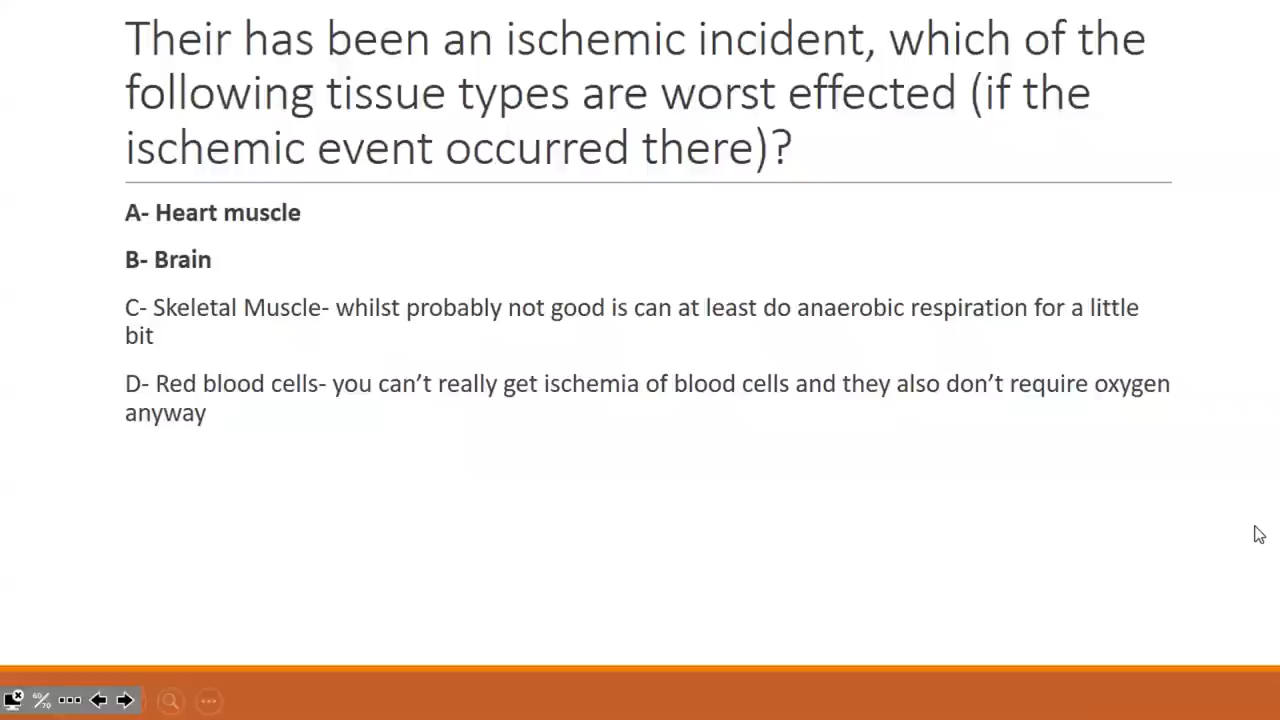 Their has been an ischemic incident, which of the
following tissue types are worst effected (if the
ischemic event occurred there)?
A- Heart muscle
B- Brain
C- Skeletal Muscle- whilst probably not good is can at least do anaerobic respiration for a little
bit
D- Red blood cells- you can’t really get ischemia of blood cells and they also don’t require oxygen
anyway
60/70